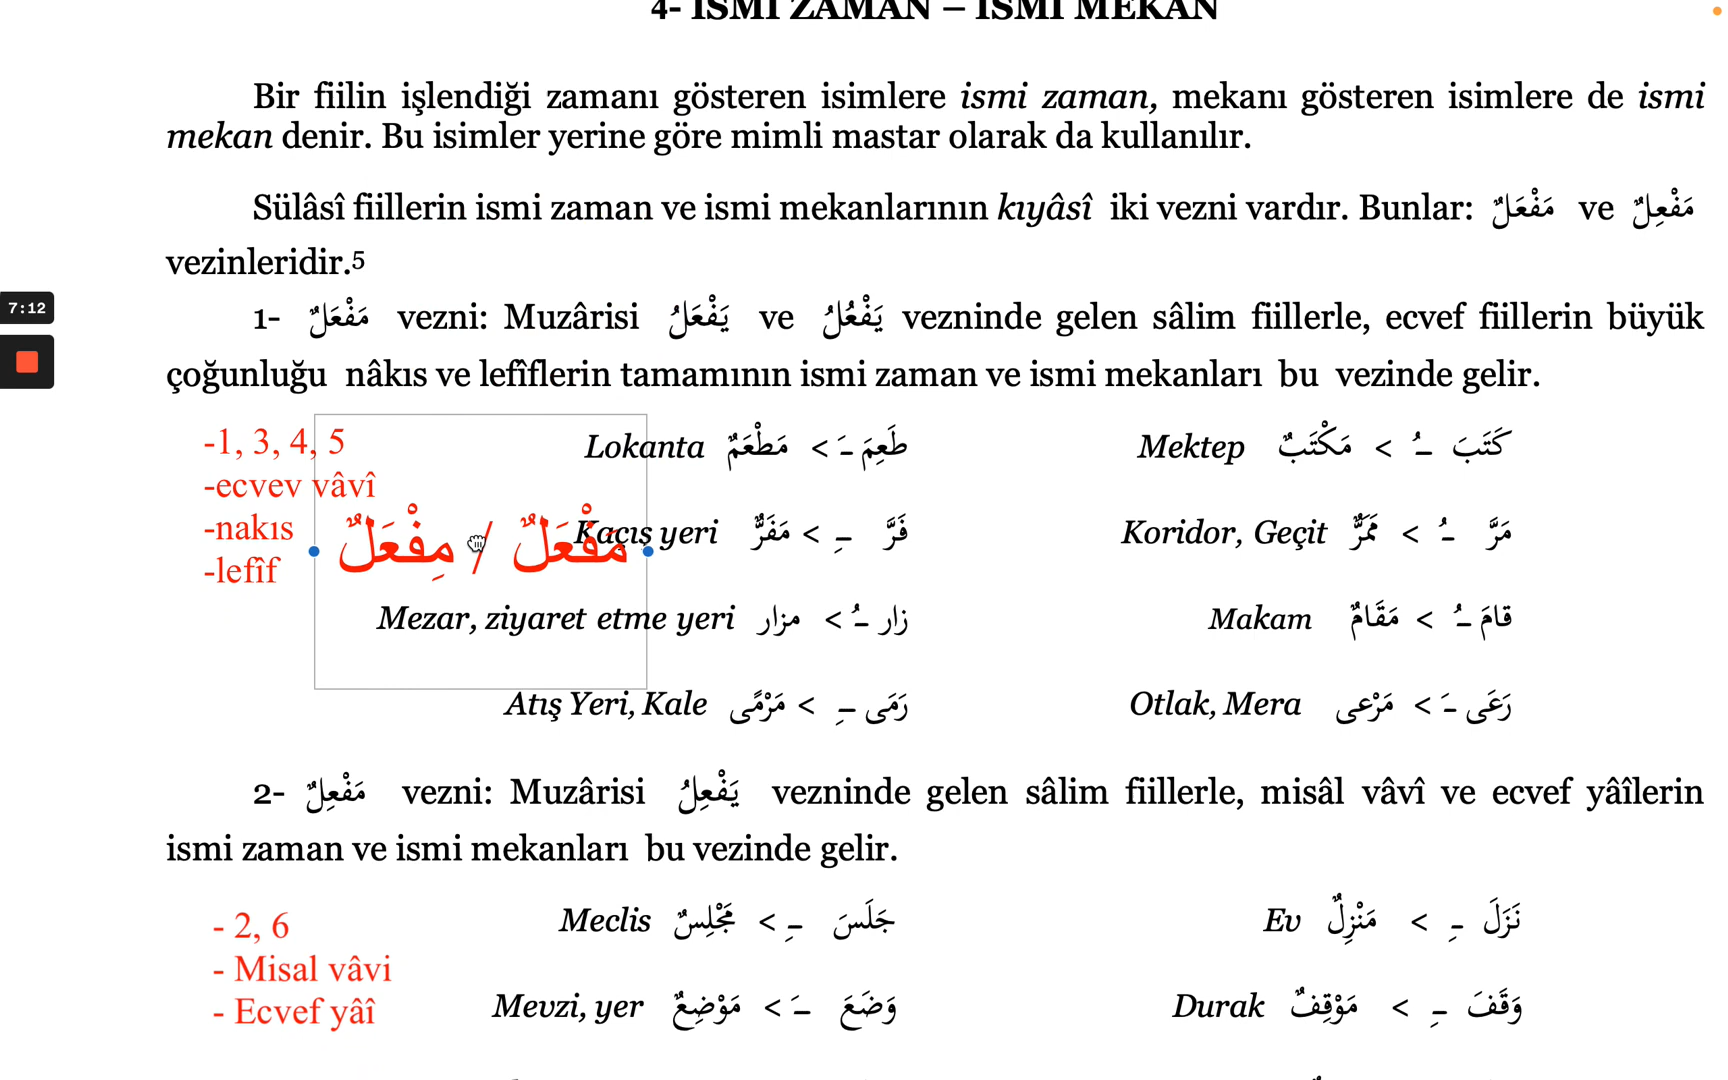 4- İSMİ ZAMAN – İSMİ MEKAN
Bir fiilin işlendiği zamanı gösteren isimlere ismi zaman, mekanı gösteren isimlere de ismi
mekan denir. Bu isimler yerine göre mimli mastar olarak da kullanılır.
Sülâsî fiillerin ismi zaman ve ismi mekanlarının kıyâsî iki vezni vardır. Bunlar: مَفْعَلٌ ve مَفْعِلٌ
vezinleridir.5
7:12
1- مَفْعَلٌ vezni: Muzârisi يَفْعَلُ ve يَفْعُلُ vezninde gelen sâlim fiillerle, ecvef fiillerin büyük
çoğunluğu nâkıs ve lefîflerin tamamının ismi zaman ve ismi mekanları bu vezinde gelir.
-1, 3, 4, 5
-ecvev vâvî
-nakıs
-lefîf
مَفْعَلٌ / مِفْعَلٌ
Lokanta مَطْعَمٌ < ـَ طَعِمَ Mektep مَكْتَبٌ < ـُ كَتَبَ
Kaçış yeri مَفَرٌّ < ـِ فَرَّ Koridor, Geçit مَمَرٌّ < ـُ مَرَّ
Mezar, ziyaret etme yeri مزار < ـُ زار Makam مَقَامٌ < ـُ قامَ
Atış Yeri, Kale مَرْمًى < ـِ رَمَى Otlak, Mera مَرْعى < ـَ رَعَى
2- مَفْعِلٌ vezni: Muzârisi يَفْعِلُ vezninde gelen sâlim fiillerle, misâl vâvî ve ecvef yâîlerin
ismi zaman ve ismi mekanları bu vezinde gelir.
- 2, 6
- Misal vâvi
- Ecvef yâî
Meclis مَجْلِسٌ < ـِ جَلَسَ Ev مَنْزِلٌ < ـِ نَزَلَ
Mevzi, yer مَوْضِعٌ < ـَ وَضَعَ Durak مَوْقِفٌ < ـِ وَقَفَ